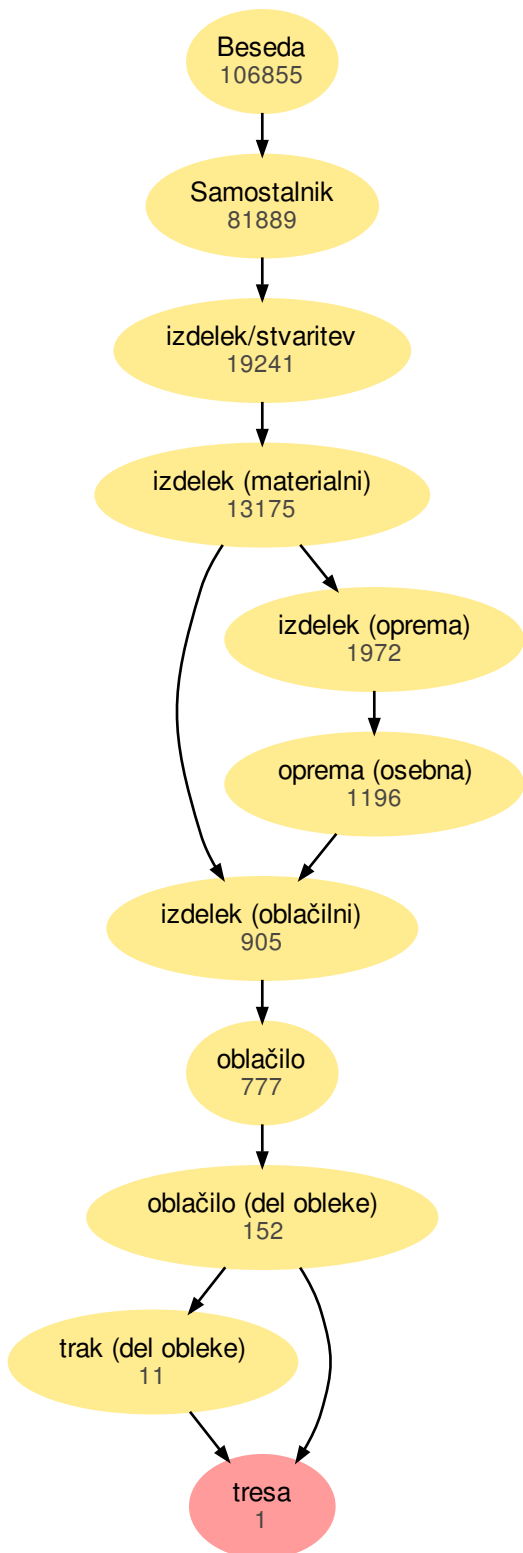 Beseda
106855
Samostalnik
81889
izdelek/stvaritev
19241
izdelek (materialni)
13175
izdelek (oprema)
1972
oprema (osebna)
1196
izdelek (oblačilni)
905
oblačilo
777
oblačilo (del obleke)
152
trak (del obleke)
11
tresa
1